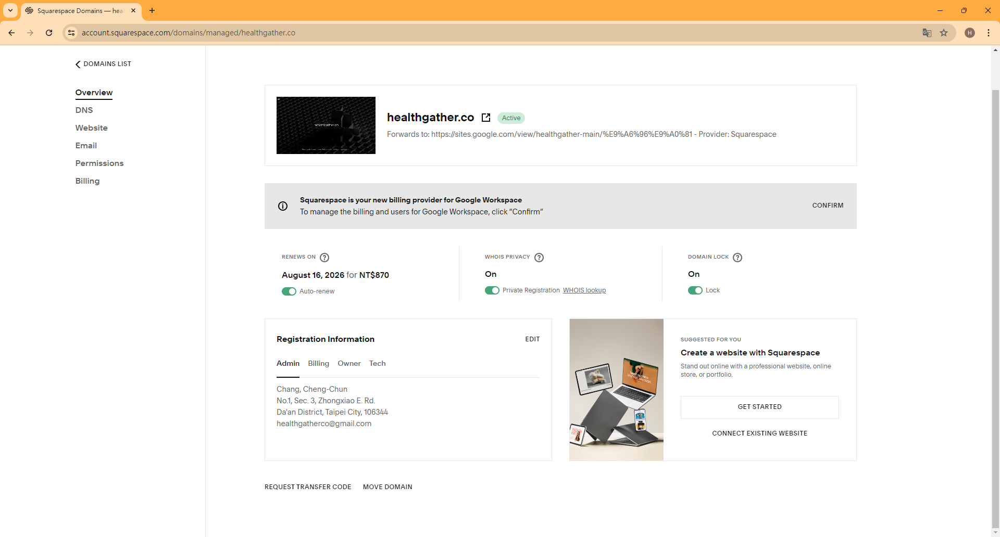 Squarespace Domains — hea
account.squarespace.com/domains/managed/healthgather.co
H
DOMAINS LIST
Overview
DNS
Website
Email
Permissions
Billing
healthgather.co
healthgather.co Active
Forwards to: https://sites.google.com/view/healthgather-main/%E9%A6%96%E9%A0%81 - Provider: Squarespace
Squarespace is your new billing provider for Google Workspace
To manage the billing and users for Google Workspace, click “Confirm”
CONFIRM
RENEWS ON ?
August 16, 2026 for NT$870
Auto-renew
WHOIS PRIVACY ?
On
Private Registration WHOIS lookup
DOMAIN LOCK ?
On
Lock
Registration Information
EDIT
Admin Billing Owner Tech
Chang, Cheng-Chun
No.1, Sec. 3, Zhongxiao E. Rd.
Da'an District, Taipei City, 106344
healthgatherco@gmail.com
SUGGESTED FOR YOU
Create a website with Squarespace
Stand out online with a professional website, online
store, or portfolio.
GET STARTED
CONNECT EXISTING WEBSITE
REQUEST TRANSFER CODE MOVE DOMAIN